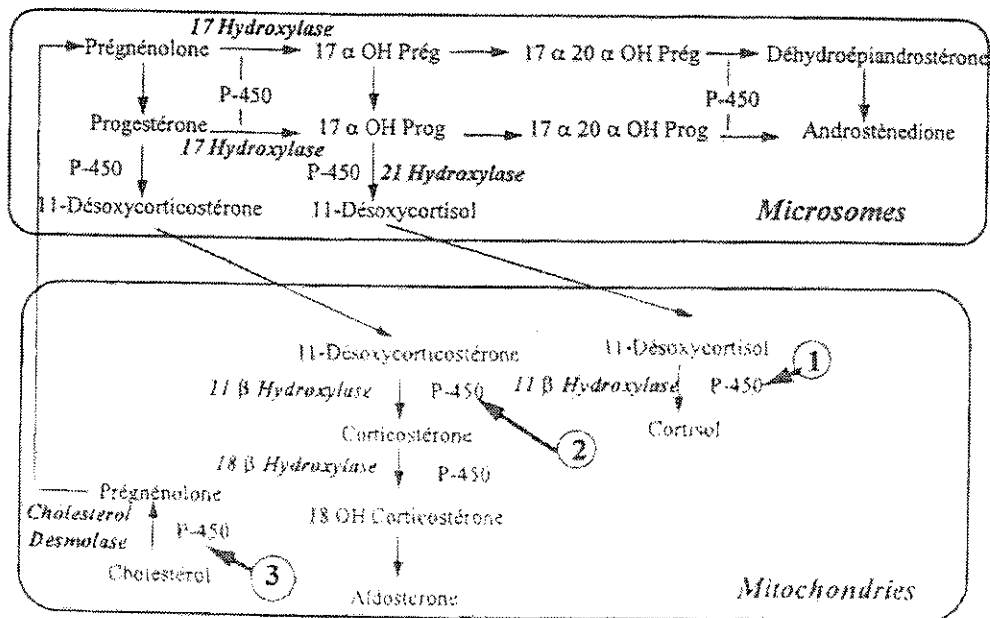 17 Hydroxylase
Prégnénolone 17 α OH Prég 17 α 20 α OH Prég Déhydroépiandrostérone
P-450 P-450
Progestérone 17 α OH Prog 17 α 20 α OH Prog Androstènedione
17 Hydroxylase
P-450 P-450 21 Hydroxylase
11-Désoxycorticostérone 11-Désoxycortisol
Microsomes
11-Désoxycorticostérone 11-Désoxycortisol
1
11 β Hydroxylase P-450 11 β Hydroxylase P-450
Corticostérone Cortisol
2
18 β Hydroxylase P-450
Prégnénolone
Cholesterol
Desmolase
P-450
18 OH Corticostérone
Cholestérol
3
Aldosterone
Mitochondries